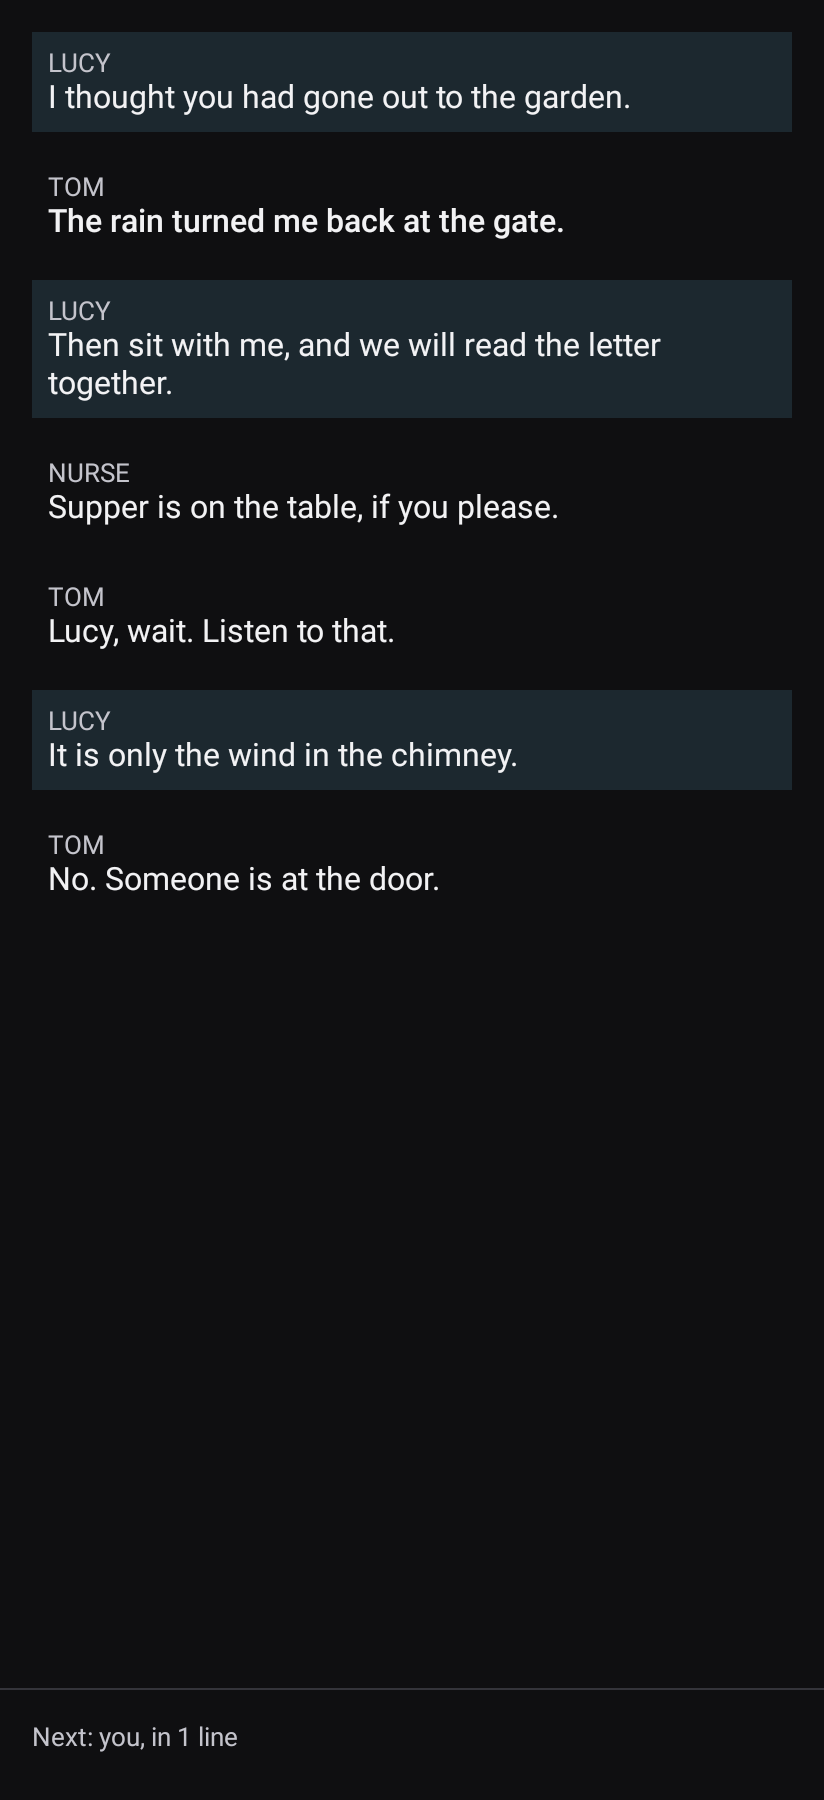 LUCY
I thought you had gone out to the garden.
TOM
The rain turned me back at the gate.
LUCY
Then sit with me, and we will read the letter
together.
NURSE
Supper is on the table, if you please.
TOM
Lucy, wait. Listen to that.
LUCY
It is only the wind in the chimney.
TOM
No. Someone is at the door.
Next: you, in 1 line